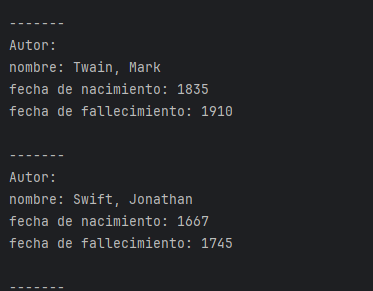 -------
Autor:
nombre: Twain, Mark
fecha de nacimiento: 1835
fecha de fallecimiento: 1910

-------
Autor:
nombre: Swift, Jonathan
fecha de nacimiento: 1667
fecha de fallecimiento: 1745

-------